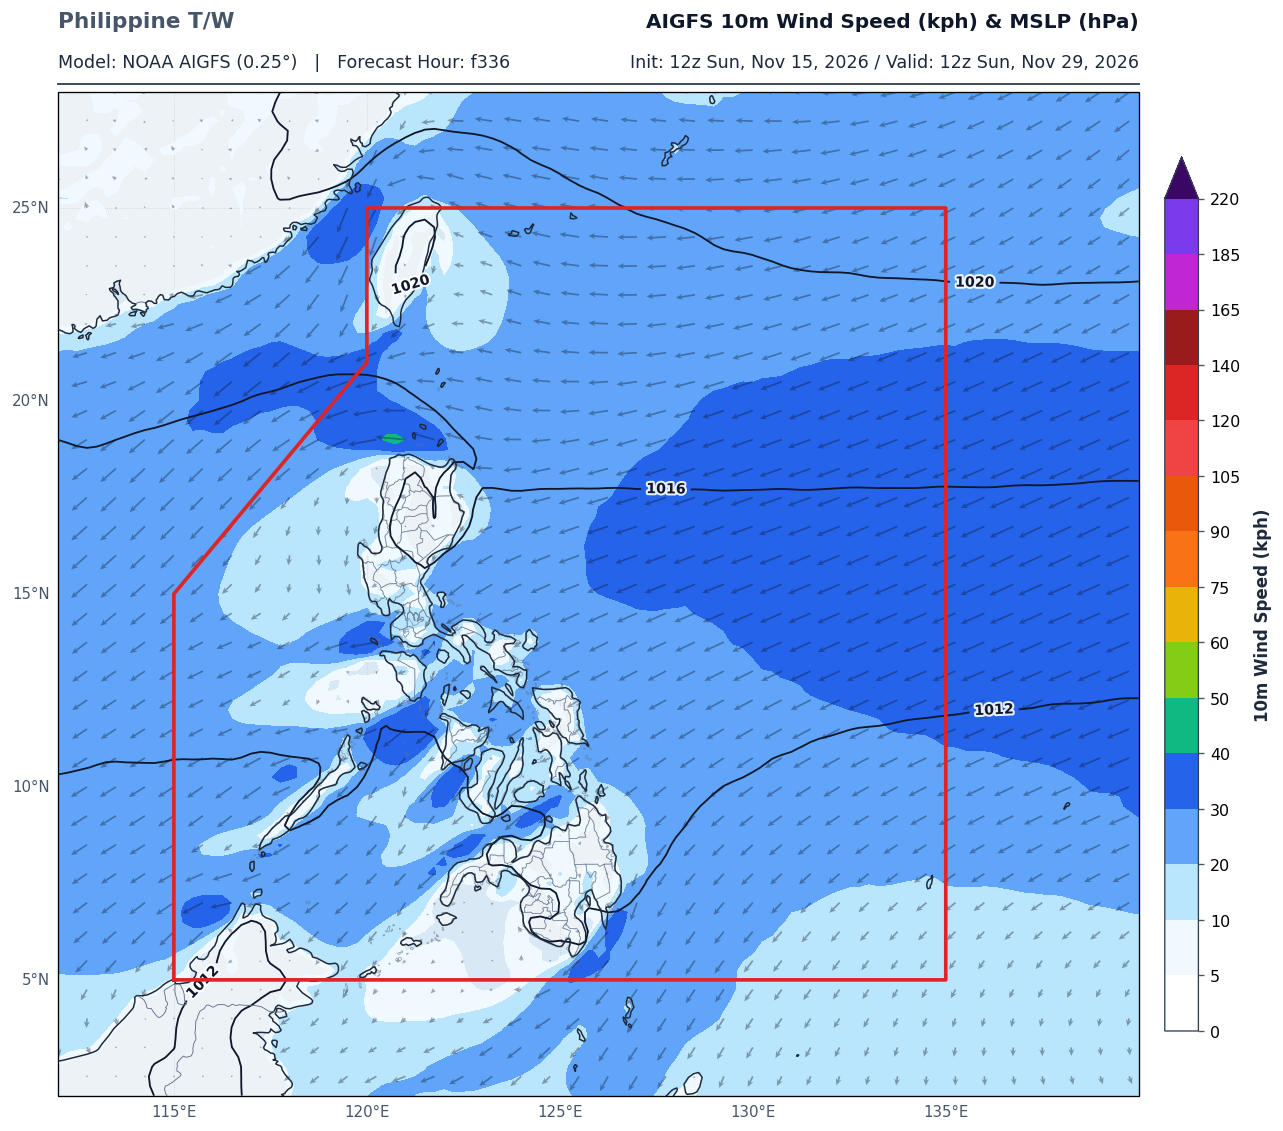 Philippine T/W
AIGFS 10m Wind Speed (kph) & MSLP (hPa)
Model: NOAA AIGFS (0.25°)   |   Forecast Hour: f336
Init: 12z Sun, Nov 15, 2026 / Valid: 12z Sun, Nov 29, 2026
25°N
20°N
15°N
10°N
5°N
115°E
120°E
125°E
130°E
135°E
1020
1020
1016
1012
1012
220
185
165
140
120
105
90
75
60
50
40
30
20
10
5
0
10m Wind Speed (kph)